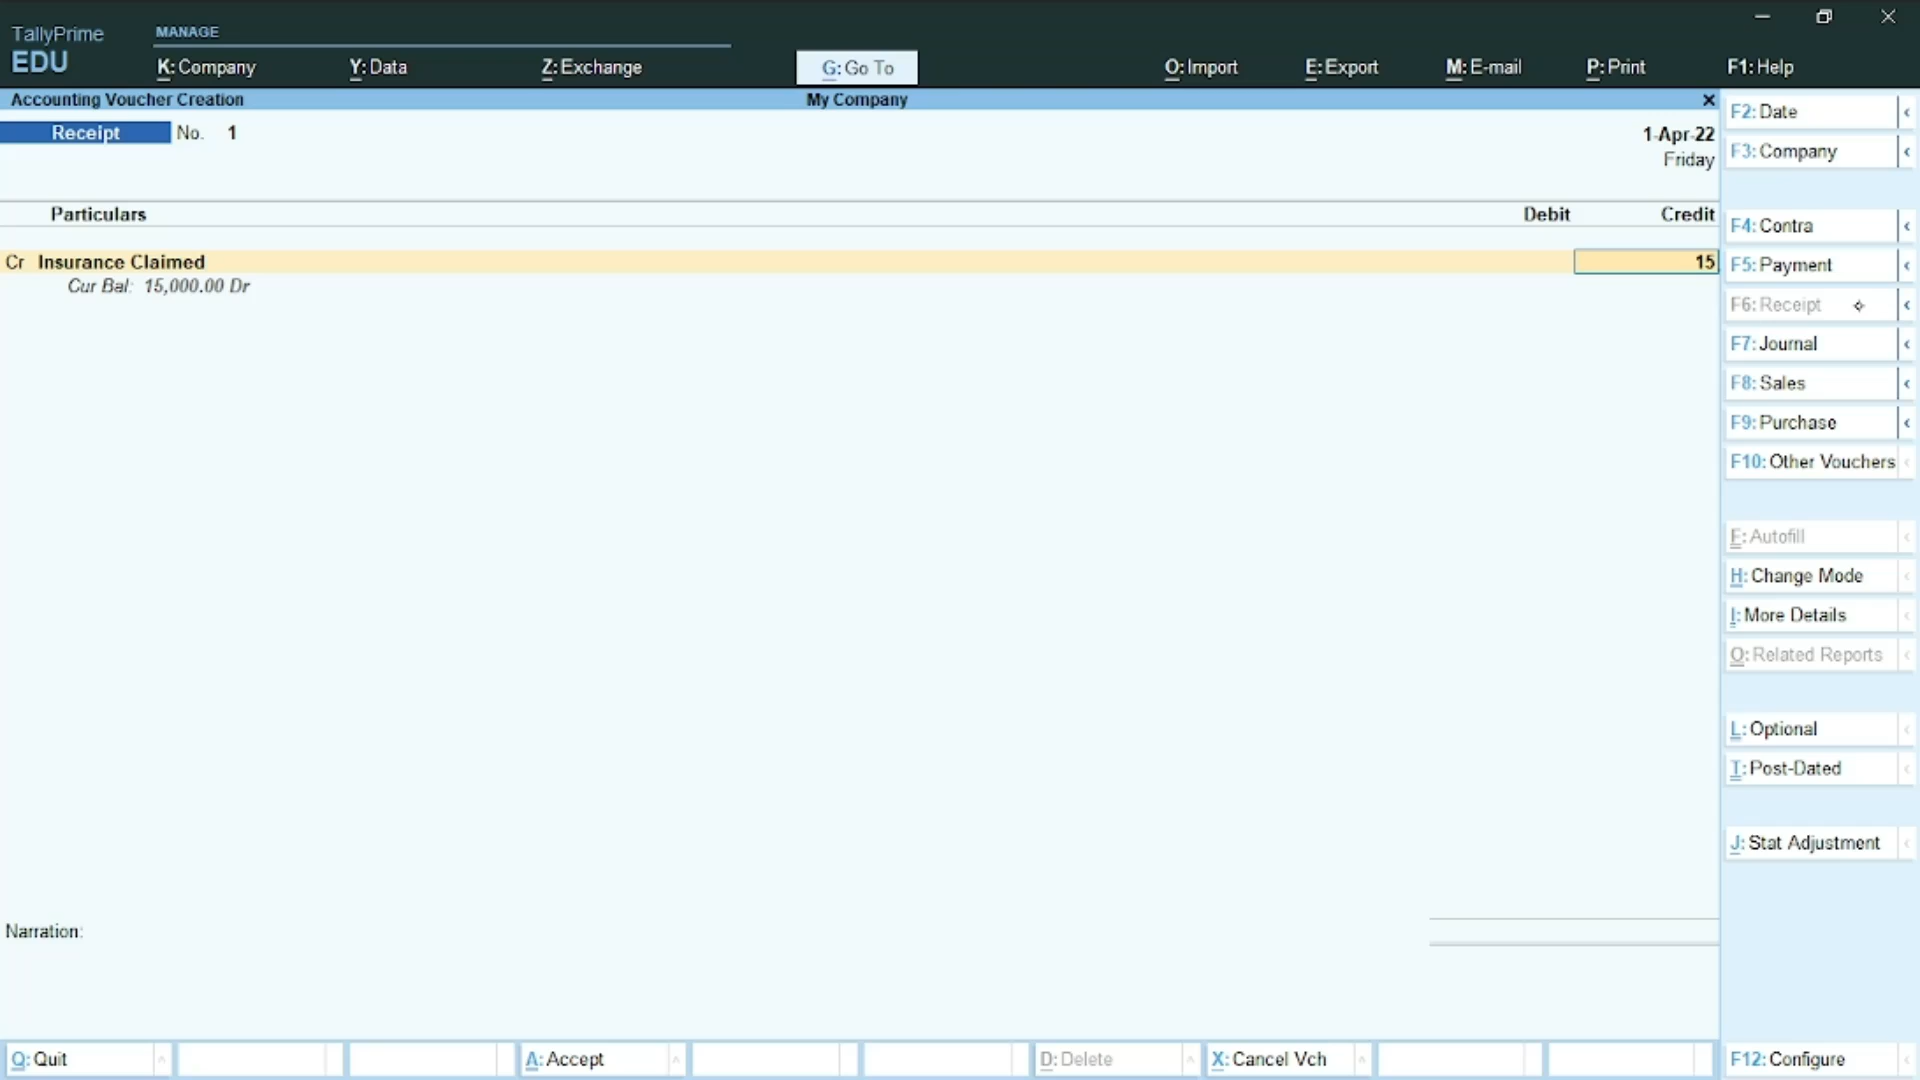 TallyPrime
EDU
MANAGE
K: Company
Y: Data
Z: Exchange
G: Go To
O: Import
E: Export
M: E-mail
P: Print
F1: Help
Accounting Voucher Creation
My Company
Receipt No. 1
1-Apr-22
Friday
Particulars Debit Credit
Cr Insurance Claimed 15
Cur Bal: 15,000.00 Dr
Narration:
F2: Date
F3: Company
F4: Contra
F5: Payment
F6: Receipt
F7: Journal
F8: Sales
F9: Purchase
F10: Other Vouchers
F: Autofill
H: Change Mode
I: More Details
O: Related Reports
L: Optional
T: Post-Dated
J: Stat Adjustment
Q: Quit
A: Accept
D: Delete
X: Cancel Vch
F12: Configure